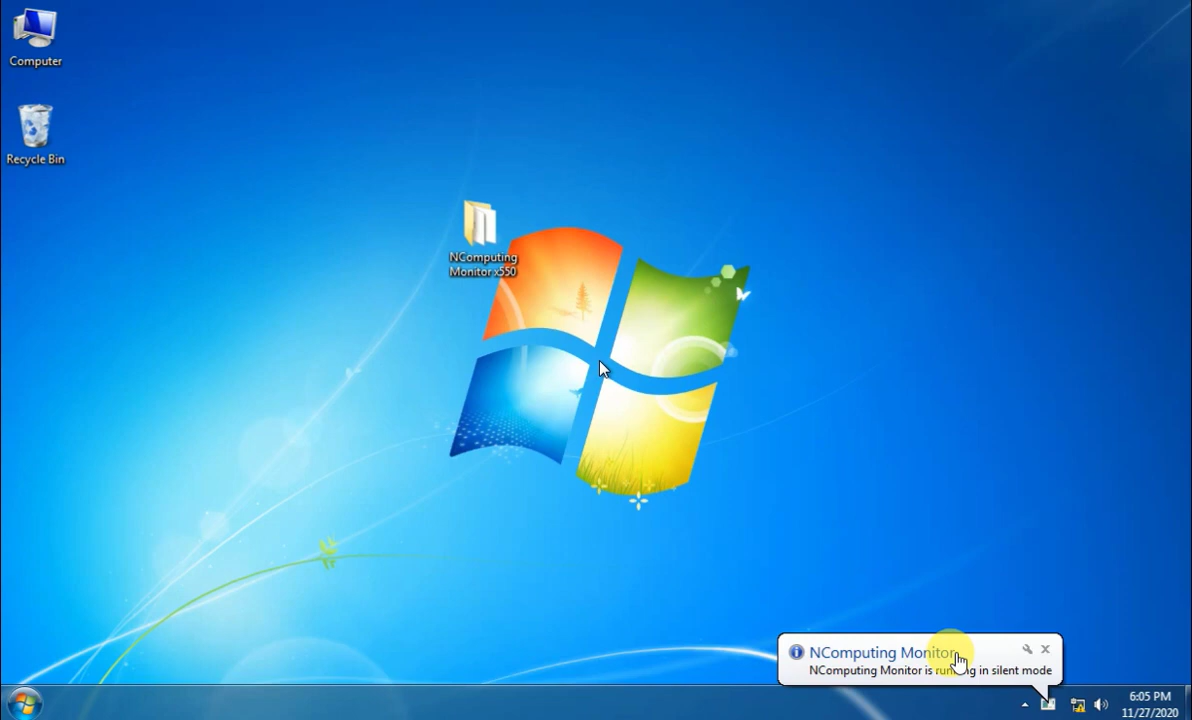 Computer
Recycle Bin
NComputing
Monitor x550
NComputing Monitor
NComputing Monitor is running in silent mode
6:05 PM
11/27/2020